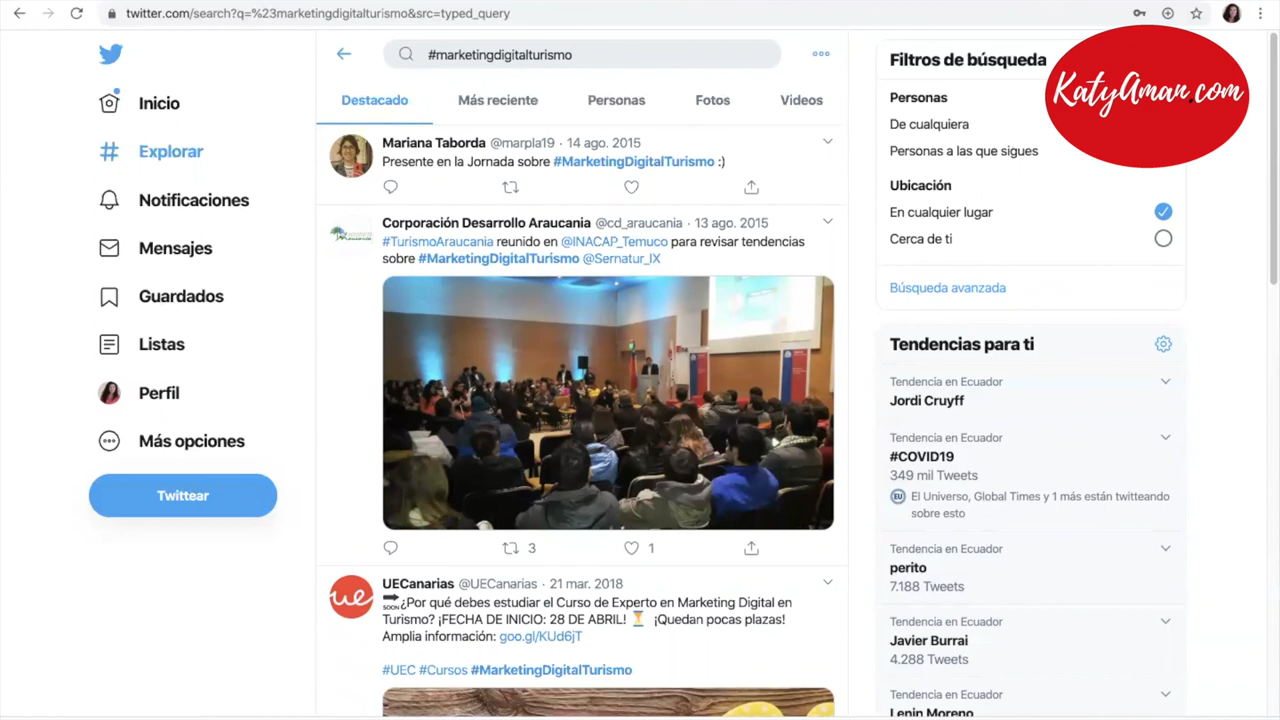 twitter.com/search?q=%23marketingdigitalturismo&src=typed_query
Inicio
Explorar
Notificaciones
Mensajes
Guardados
Listas
Perfil
Más opciones
Twittear
#marketingdigitalturismo
Destacado
Más reciente
Personas
Fotos
Videos
Mariana Taborda @marpla19 · 14 ago. 2015
Presente en la Jornada sobre #MarketingDigitalTurismo :)
Corporación Desarrollo Araucania @cd_araucania · 13 ago. 2015
#TurismoAraucania reunido en @INACAP_Temuco para revisar tendencias
sobre #MarketingDigitalTurismo @Sernatur_IX
3
1
ue
UECanarias @UECanarias · 21 mar. 2018
SOON ¿Por qué debes estudiar el Curso de Experto en Marketing Digital en
Turismo? ¡FECHA DE INICIO: 28 DE ABRIL! ⏳ ¡Quedan pocas plazas!
Amplia información: goo.gl/KUd6jT
#UEC #Cursos #MarketingDigitalTurismo
Filtros de búsqueda
KatyAman.com
Personas
De cualquiera
Personas a las que sigues
Ubicación
En cualquier lugar
Cerca de ti
Búsqueda avanzada
Tendencias para ti
Tendencia en Ecuador
Jordi Cruyff
Tendencia en Ecuador
#COVID19
349 mil Tweets
EU El Universo, Global Times y 1 más están twitteando
sobre esto
Tendencia en Ecuador
perito
7.188 Tweets
Tendencia en Ecuador
Javier Burrai
4.288 Tweets
Tendencia en Ecuador
Lenin Moreno